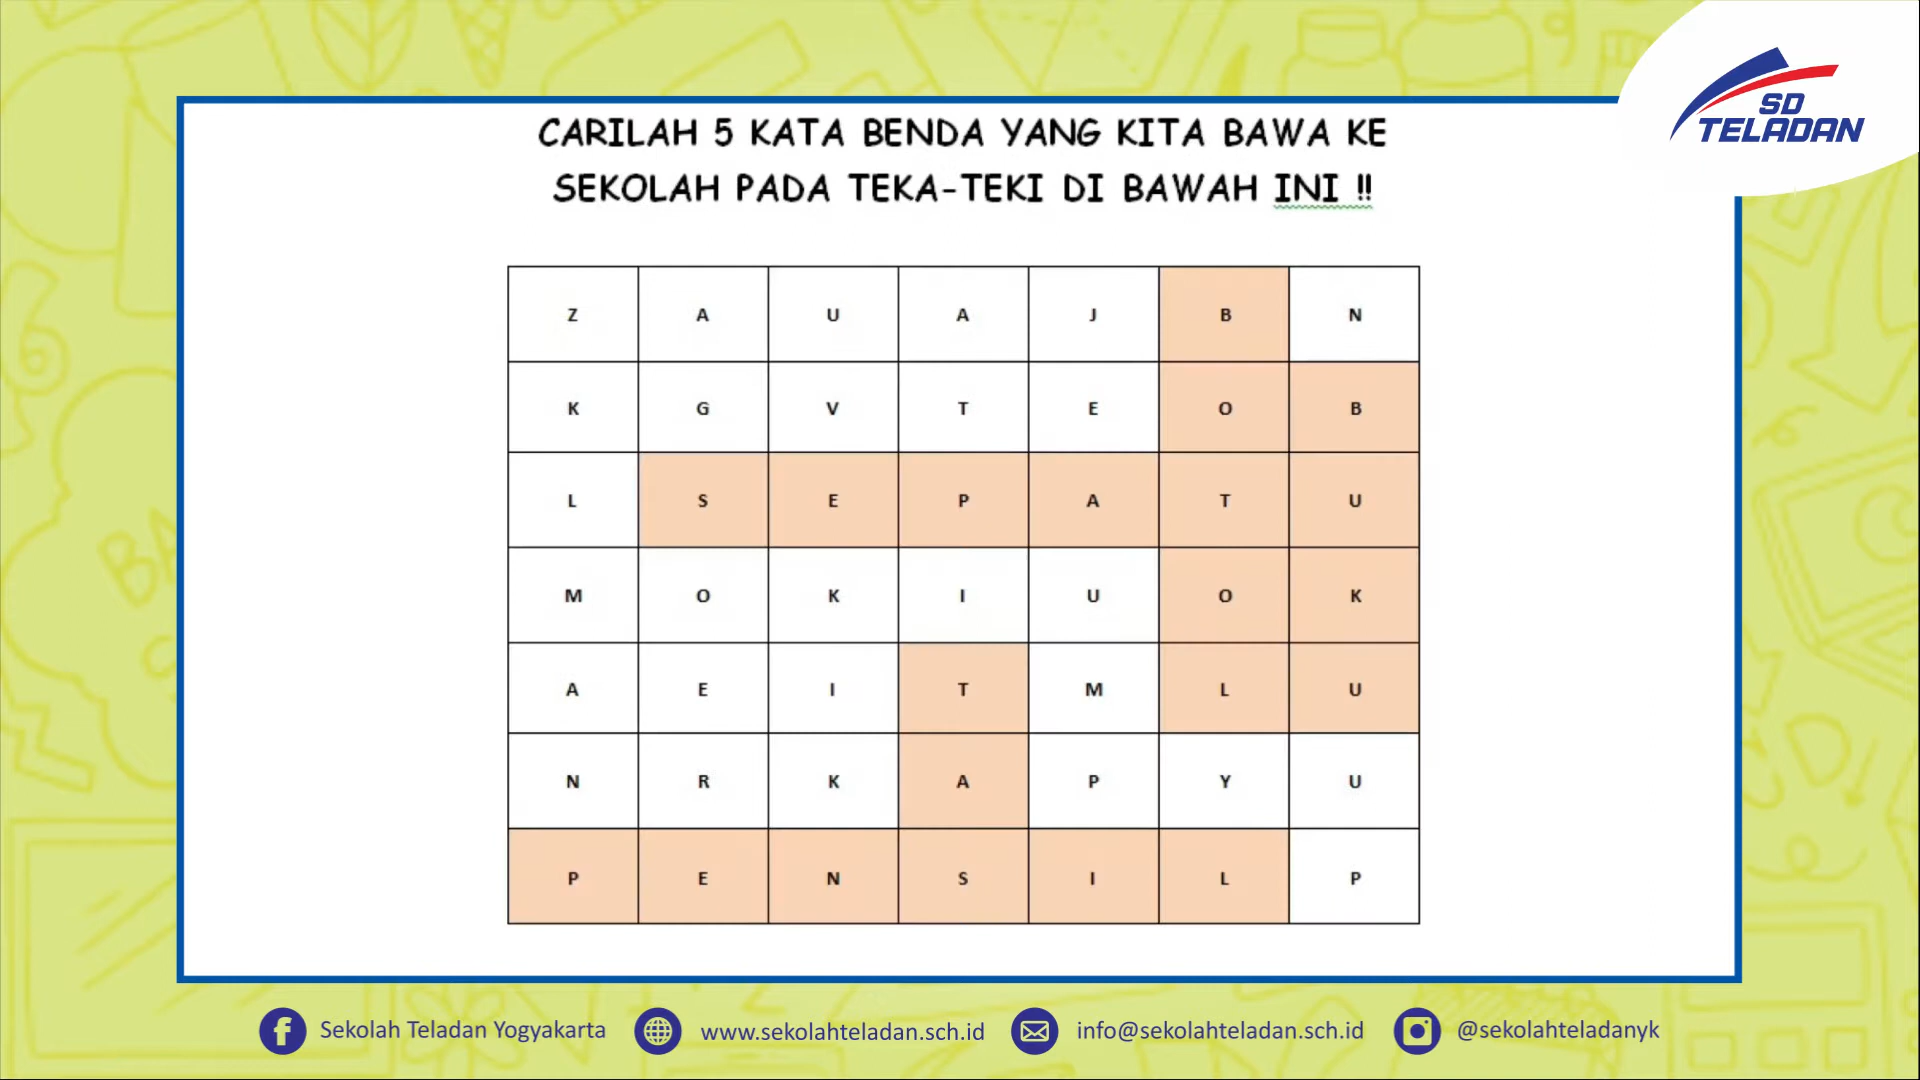 SD
TELADAN
CARILAH 5 KATA BENDA YANG KITA BAWA KE
SEKOLAH PADA TEKA-TEKI DI BAWAH INI !!
Z A U A J B N
K G V T E O B
L S E P A T U
M O K I U O K
A E I T M L U
N R K A P Y U
P E N S I L P
Sekolah Teladan Yogyakarta www.sekolahteladan.sch.id info@sekolahteladan.sch.id @sekolahteladanyk